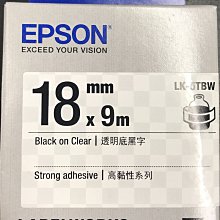 EPSON
EXCEED YOUR VISION
18 mm x 9m
LK-5TBW
Black on Clear | 透明底黑字
Strong adhesive | 高黏性系列